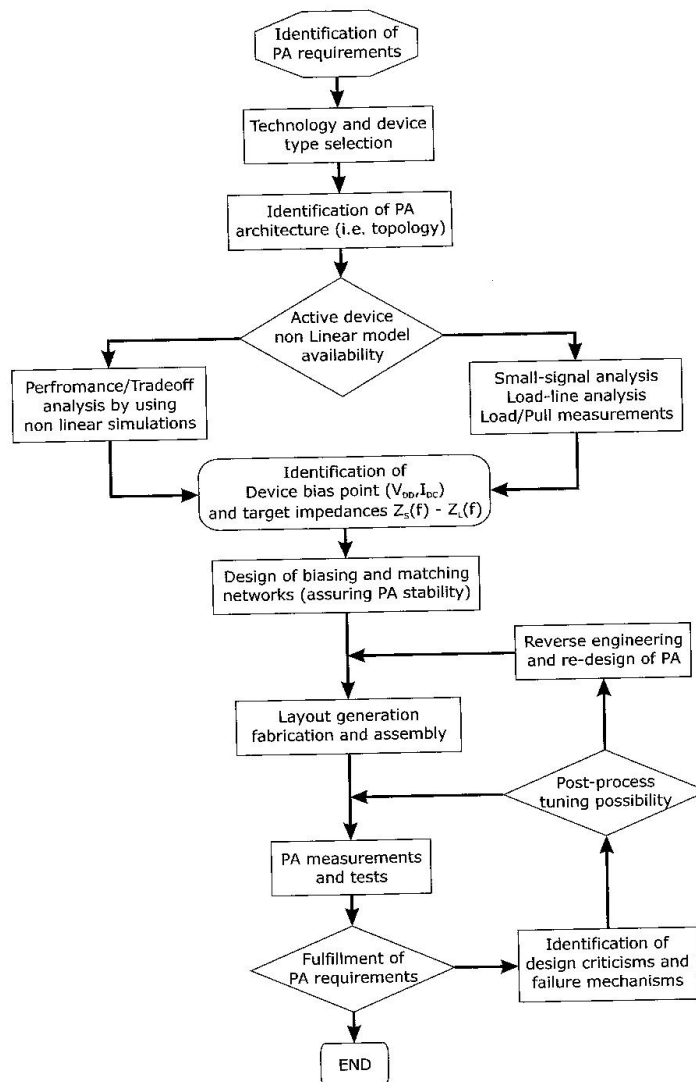 Identification of
PA requirements
Technology and device
type selection
Identification of PA
architecture (i.e. topology)
Active device
non Linear model
availability
Perfromance/Tradeoff
analysis by using
non linear simulations
Small-signal analysis
Load-line analysis
Load/Pull measurements
Identification of
Device bias point (V_DD,I_DC)
and target impedances Z_S(f) - Z_L(f)
Design of biasing and matching
networks (assuring PA stability)
Reverse engineering
and re-design of PA
Layout generation
fabrication and assembly
Post-process
tuning possibility
PA measurements
and tests
Fulfillment of
PA requirements
Identification of
design criticisms and
failure mechanisms
END